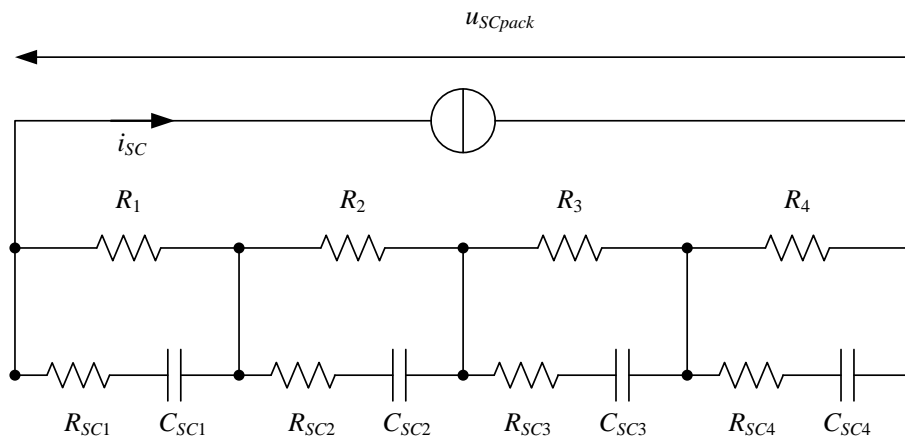 u_SCpack
i_SC
R_1 R_2 R_3 R_4
R_SC1 C_SC1 R_SC2 C_SC2 R_SC3 C_SC3 R_SC4 C_SC4